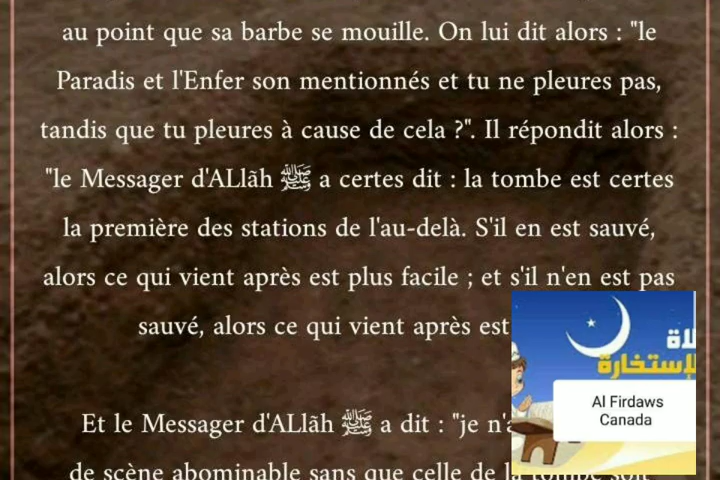 au point que sa barbe se mouille. On lui dit alors : "le
Paradis et l'Enfer son mentionnés et tu ne pleures pas,
tandis que tu pleures à cause de cela ?". Il répondit alors :
"le Messager d'ALlãh ﷺ a certes dit : la tombe est certes
la première des stations de l'au-delà. S'il en est sauvé,
alors ce qui vient après est plus facile ; et s'il n'en est pas
sauvé, alors ce qui vient après est
Et le Messager d'ALlãh ﷺ a dit : "je n'a
de scène abominable sans que celle de la tombe soit
لاة
لإستخارة
Al Firdaws
Canada